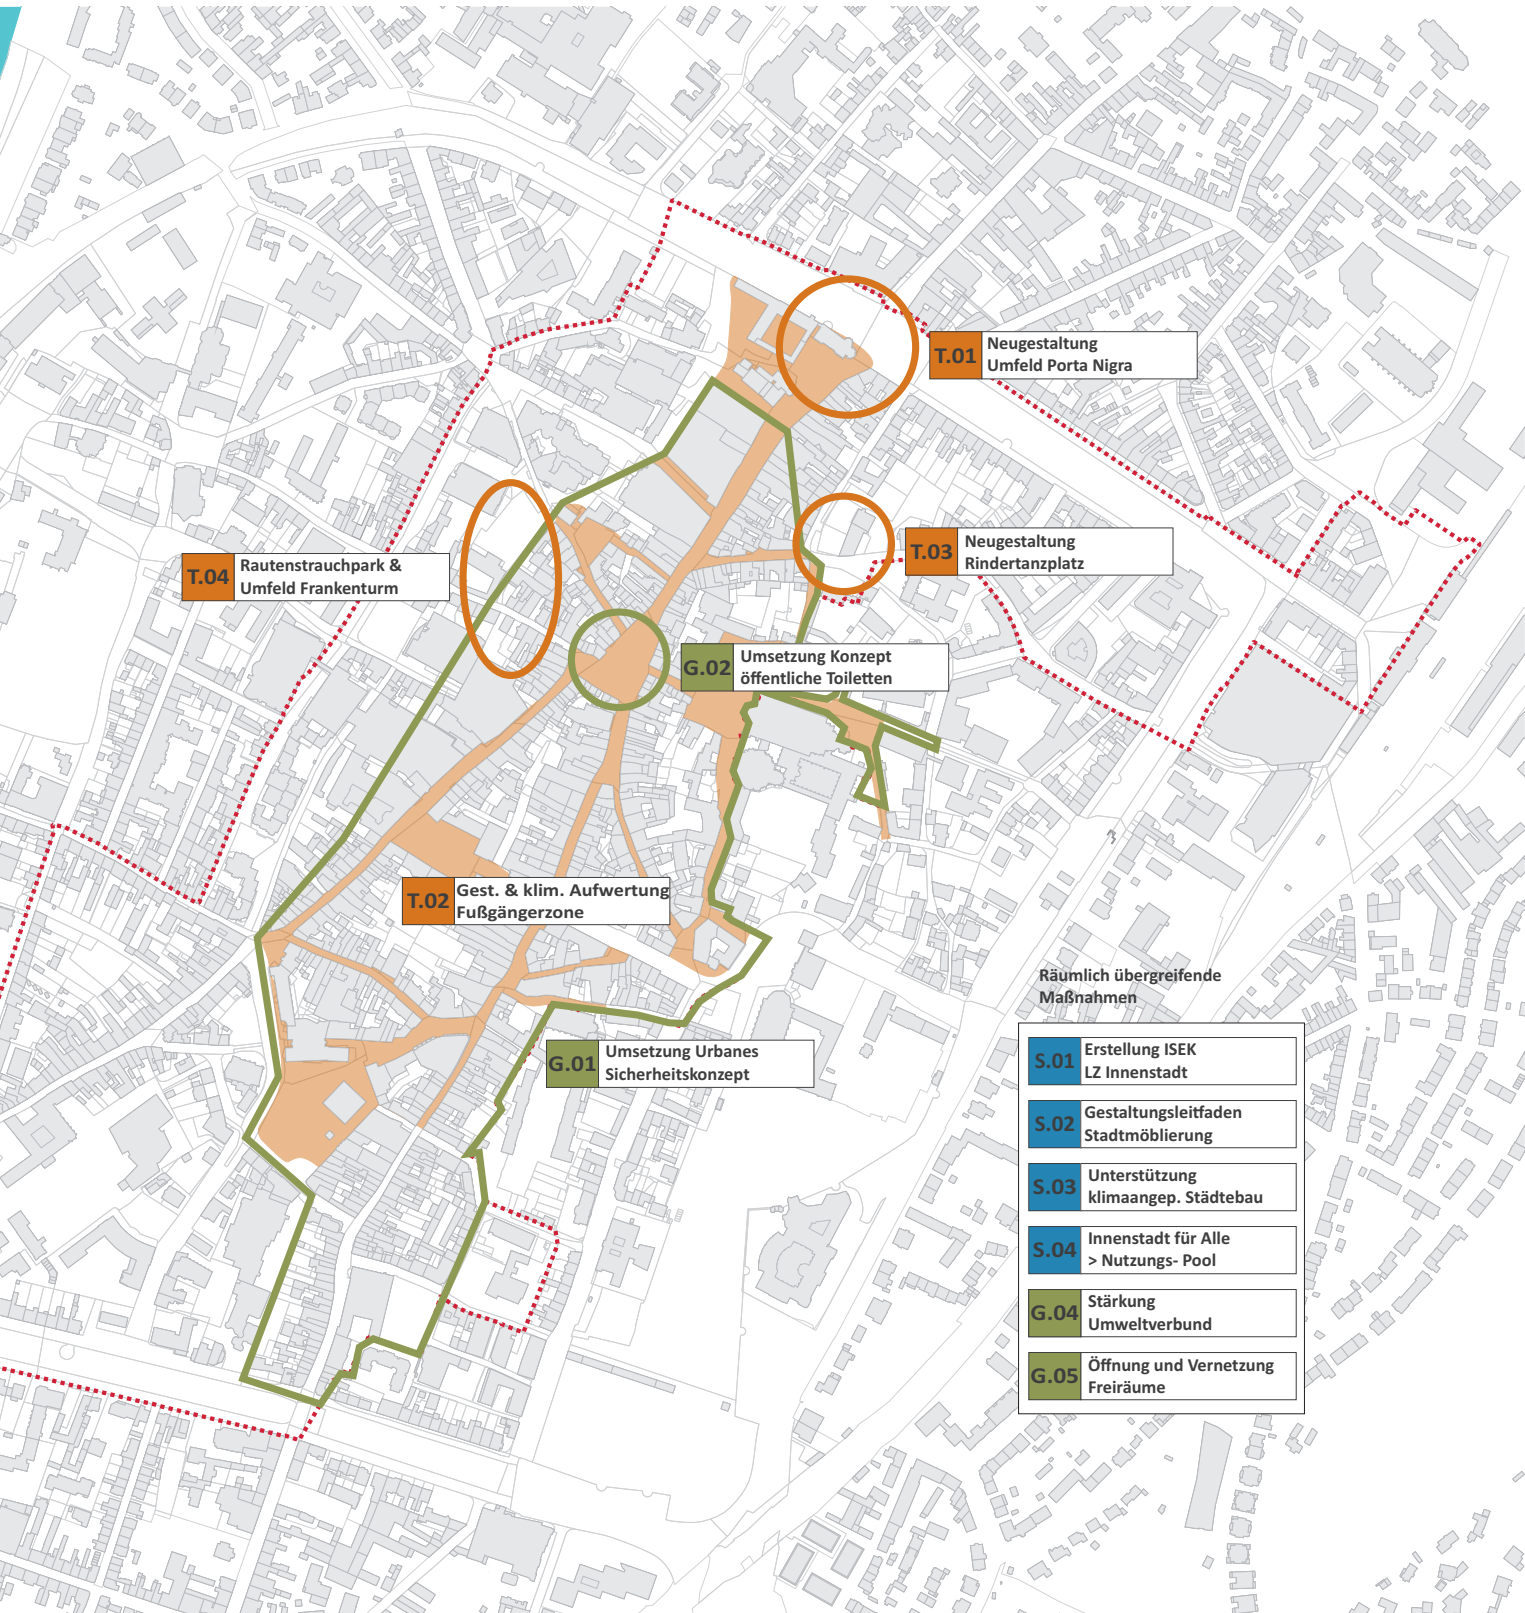 T.01
Neugestaltung
Umfeld Porta Nigra
T.03
Neugestaltung
Rindertanzplatz
T.04
Rautenstrauchpark &
Umfeld Frankenturm
G.02
Umsetzung Konzept
öffentliche Toiletten
T.02
Gest. & klim. Aufwertung
Fußgängerzone
G.01
Umsetzung Urbanes
Sicherheitskonzept
Räumlich übergreifende
Maßnahmen
S.01
Erstellung ISEK
LZ Innenstadt
S.02
Gestaltungsleitfaden
Stadtmöblierung
S.03
Unterstützung
klimaangep. Städtebau
S.04
Innenstadt für Alle
> Nutzungs- Pool
G.04
Stärkung
Umweltverbund
G.05
Öffnung und Vernetzung
Freiräume